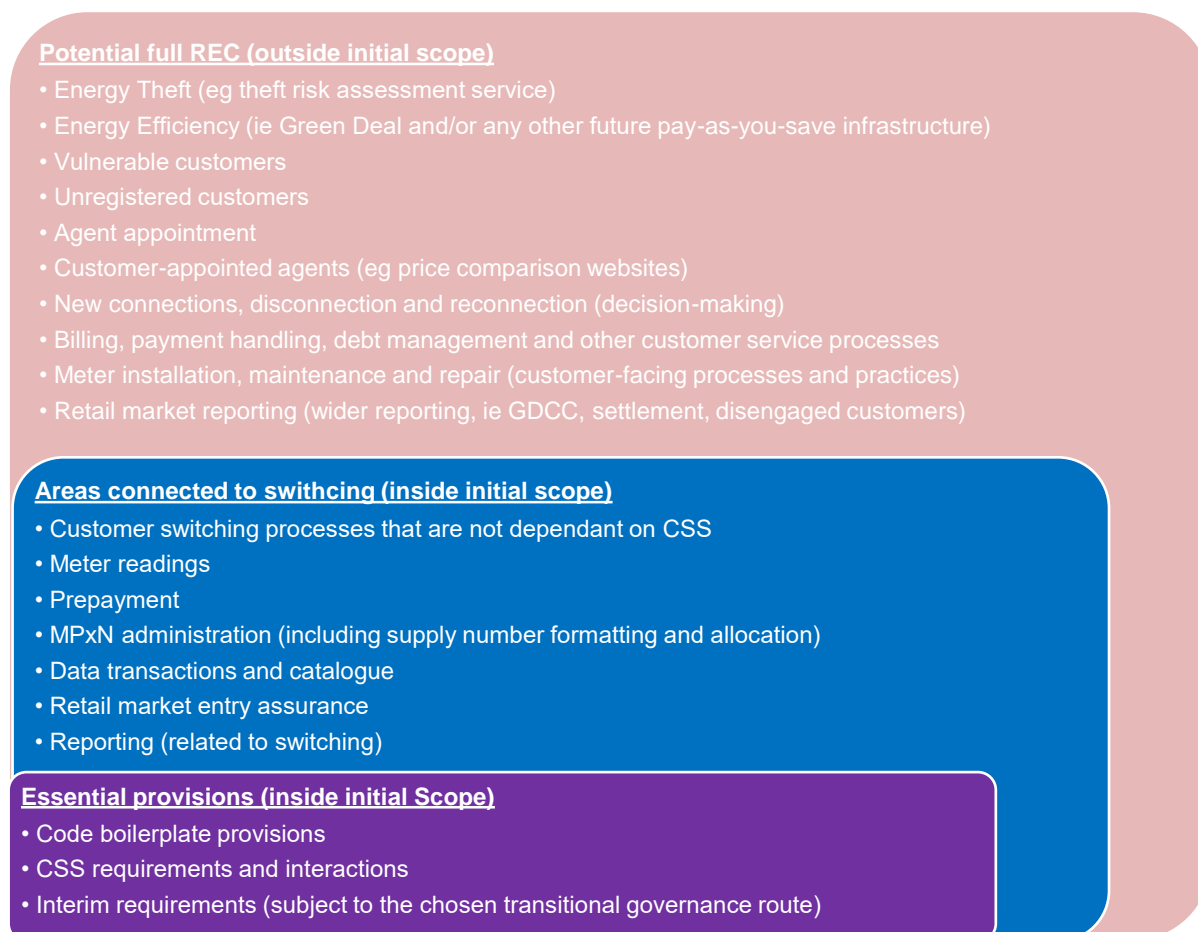 Potential full REC (outside initial scope)
• Energy Theft (eg theft risk assessment service)
• Energy Efficiency (ie Green Deal and/or any other future pay-as-you-save infrastructure)
• Vulnerable customers
• Unregistered customers
• Agent appointment
• Customer-appointed agents (eg price comparison websites)
• New connections, disconnection and reconnection (decision-making)
• Billing, payment handling, debt management and other customer service processes
• Meter installation, maintenance and repair (customer-facing processes and practices)
• Retail market reporting (wider reporting, ie GDCC, settlement, disengaged customers)
Areas connected to swithcing (inside initial scope)
• Customer switching processes that are not dependant on CSS
• Meter readings
• Prepayment
• MPxN administration (including supply number formatting and allocation)
• Data transactions and catalogue
• Retail market entry assurance
• Reporting (related to switching)
Essential provisions (inside initial Scope)
• Code boilerplate provisions
• CSS requirements and interactions
• Interim requirements (subject to the chosen transitional governance route)